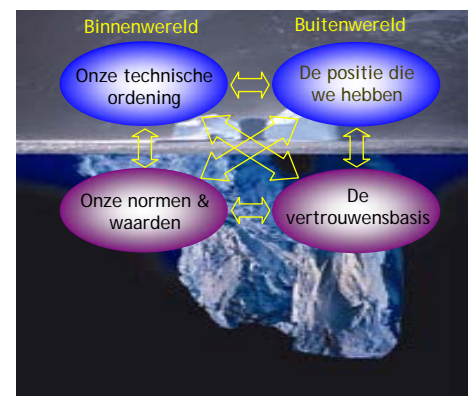 Binnenwereld
Buitenwereld
Onze technische
ordening
De positie die
we hebben
Onze normen &
waarden
De
vertrouwensbasis